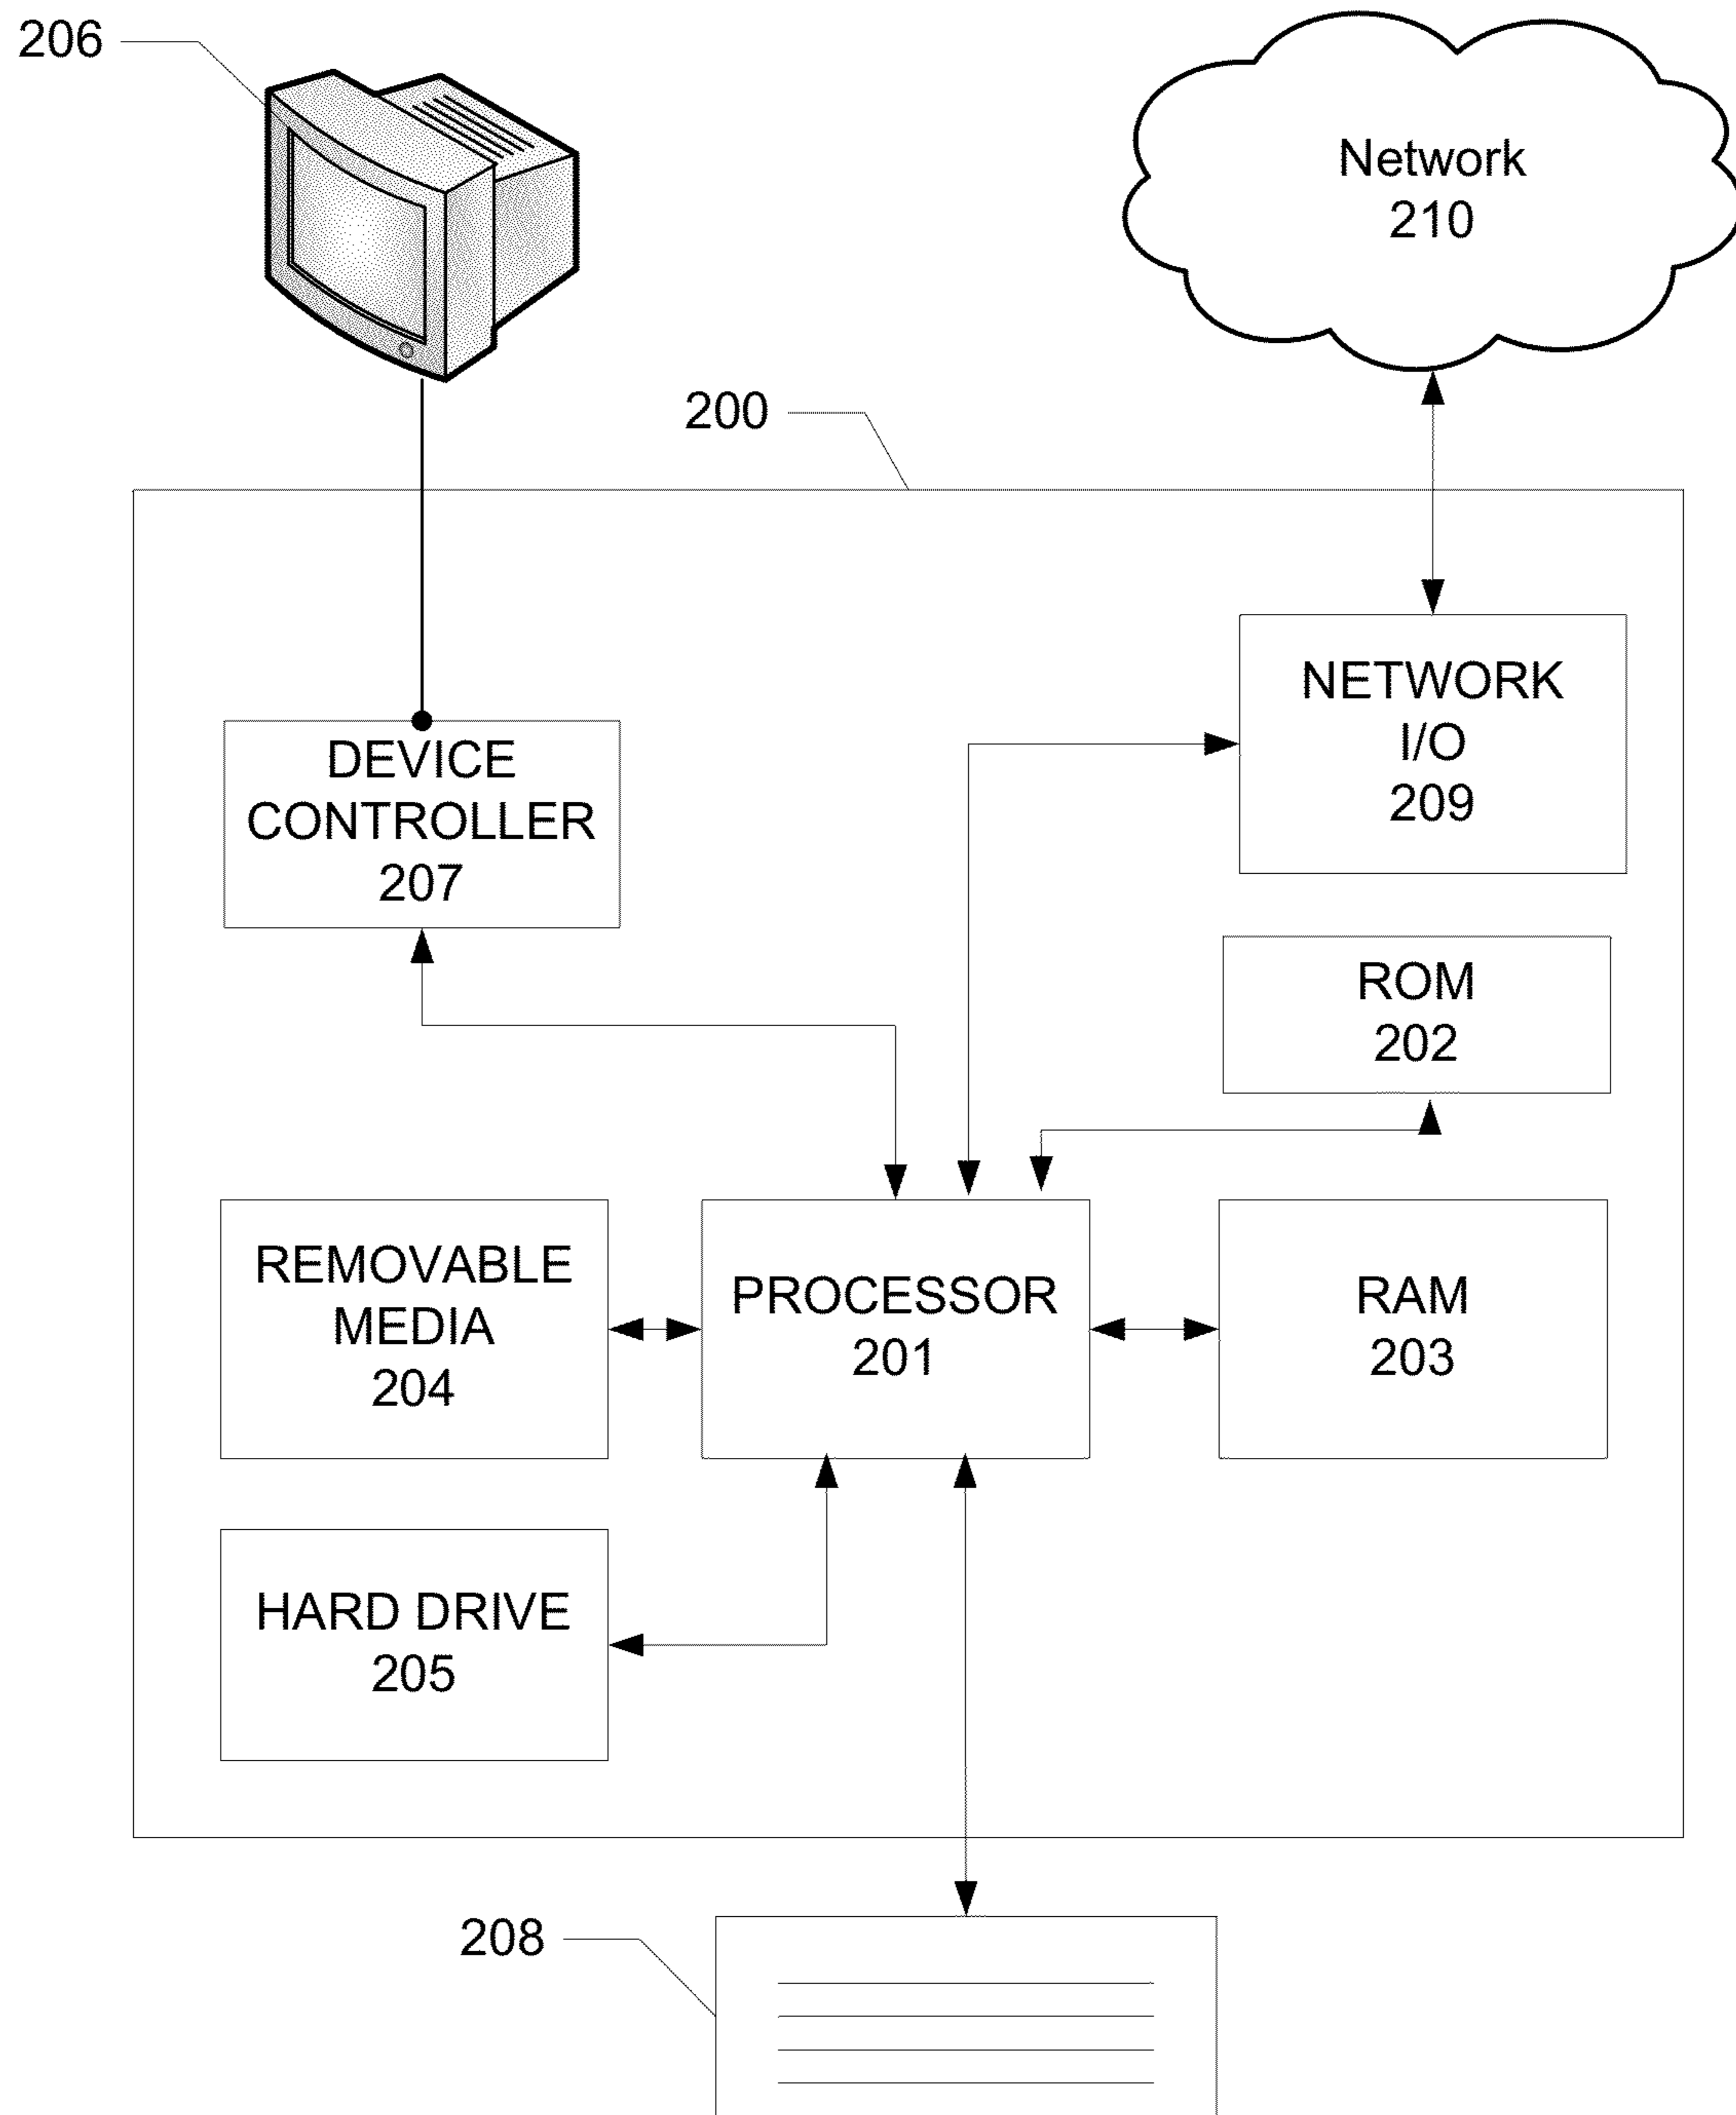 206
Network
210
200
NETWORK
I/O
209
DEVICE
CONTROLLER
207
ROM
202
REMOVABLE
MEDIA
204
PROCESSOR
201
RAM
203
HARD DRIVE
205
208